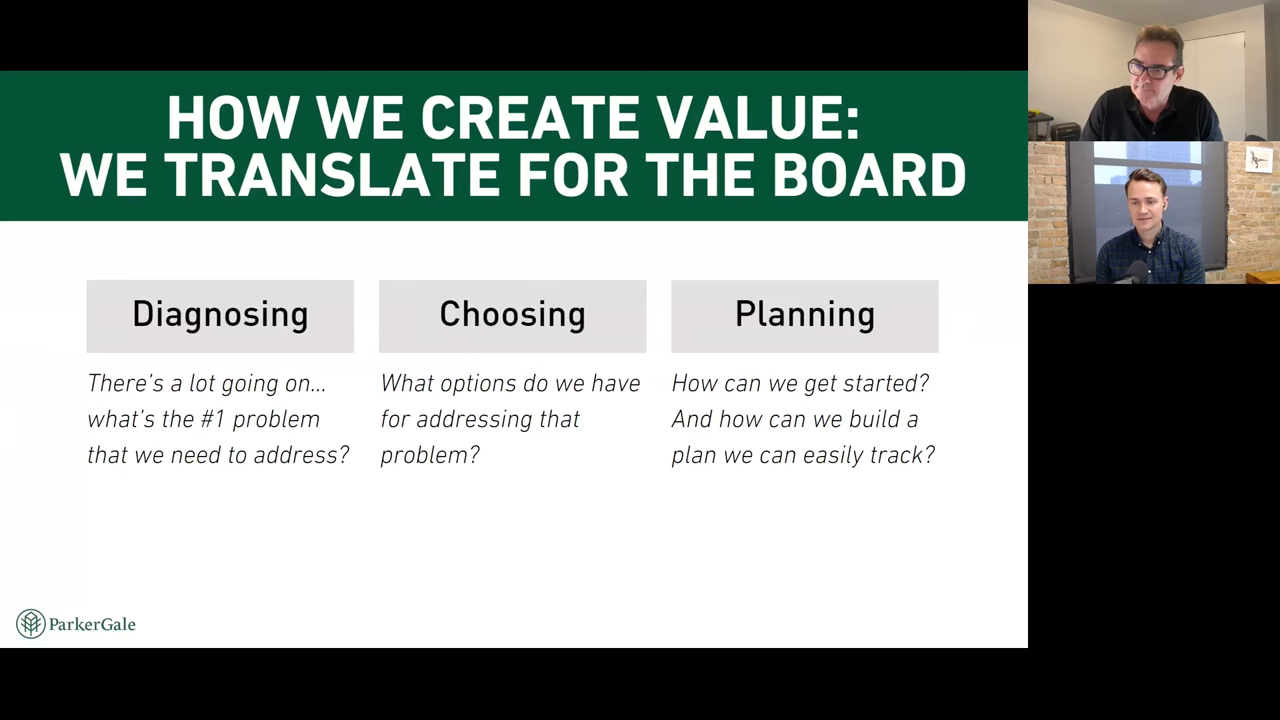 HOW WE CREATE VALUE:
WE TRANSLATE FOR THE BOARD
Diagnosing
There's a lot going on...
what's the #1 problem
that we need to address?
Choosing
What options do we have
for addressing that
problem?
Planning
How can we get started?
And how can we build a
plan we can easily track?
ParkerGale